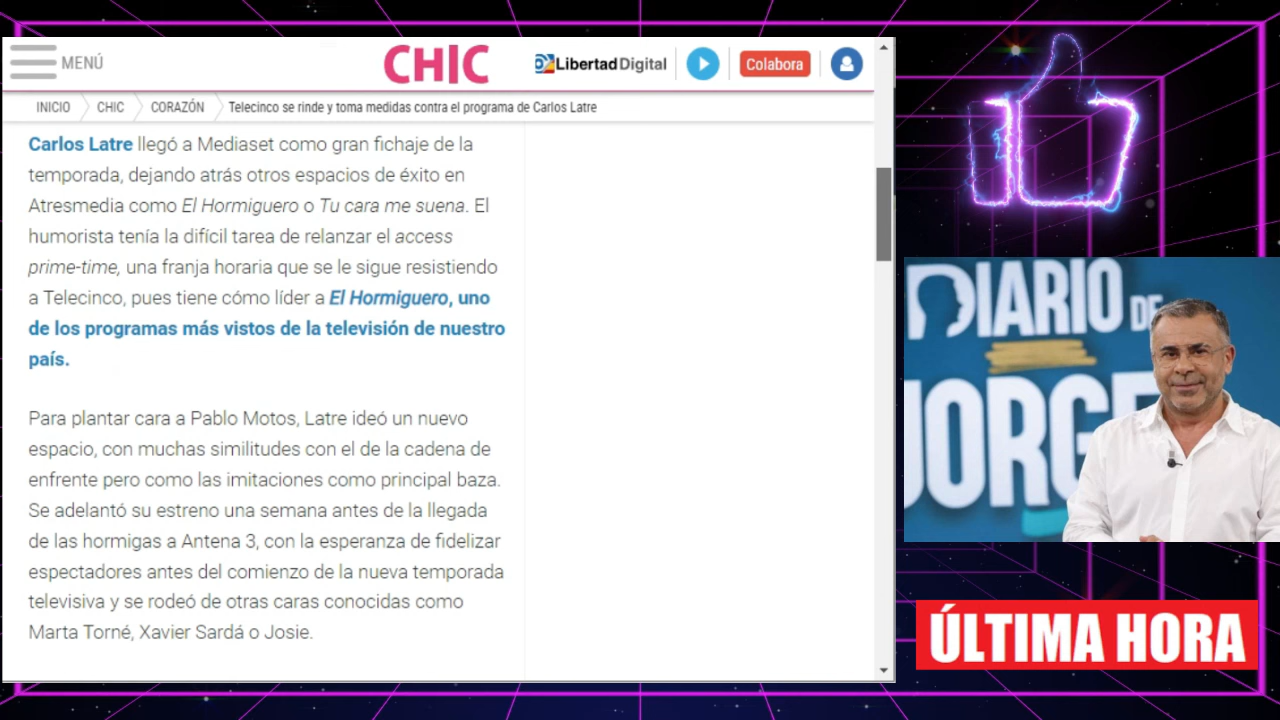 MENÚ
CHIC
LibertadDigital
Colabora
INICIO
CHIC
CORAZÓN
Telecinco se rinde y toma medidas contra el programa de Carlos Latre
Carlos Latre llegó a Mediaset como gran fichaje de la
temporada, dejando atrás otros espacios de éxito en
Atresmedia como El Hormiguero o Tu cara me suena. El
humorista tenía la difícil tarea de relanzar el access
prime-time, una franja horaria que se le sigue resistiendo
a Telecinco, pues tiene cómo líder a El Hormiguero, uno
de los programas más vistos de la televisión de nuestro
país.
Para plantar cara a Pablo Motos, Latre ideó un nuevo
espacio, con muchas similitudes con el de la cadena de
enfrente pero como las imitaciones como principal baza.
Se adelantó su estreno una semana antes de la llegada
de las hormigas a Antena 3, con la esperanza de fidelizar
espectadores antes del comienzo de la nueva temporada
televisiva y se rodeó de otras caras conocidas como
Marta Torné, Xavier Sardá o Josie.
DIARIO DE
JORGE
ÚLTIMA HORA